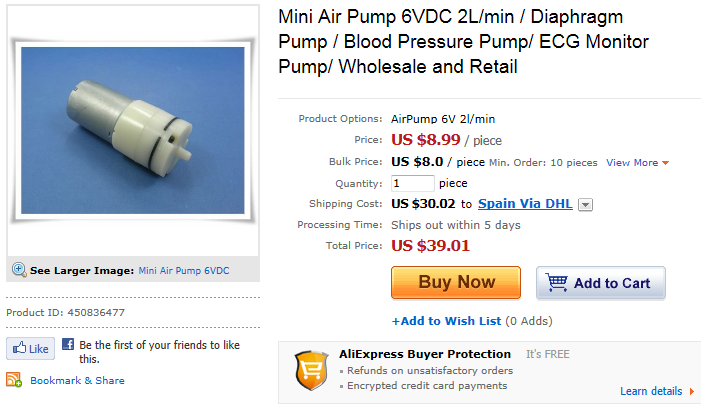 Mini Air Pump 6VDC 2L/min / Diaphragm
Pump / Blood Pressure Pump/ ECG Monitor
Pump/ Wholesale and Retail
Product Options: AirPump 6V 2l/min
Price: US $8.99 / piece
Bulk Price: US $8.0 / piece Min. Order: 10 pieces View More
Quantity: 1 piece
Shipping Cost: US $30.02 to Spain Via DHL
Processing Time: Ships out within 5 days
Total Price: US $39.01
Buy Now Add to Cart
+Add to Wish List (0 Adds)
AliExpress Buyer Protection It's FREE
Refunds on unsatisfactory orders
Encrypted credit card payments
Learn details
See Larger Image: Mini Air Pump 6VDC
Product ID: 450836477
Like f Be the first of your friends to like
this.
Bookmark & Share